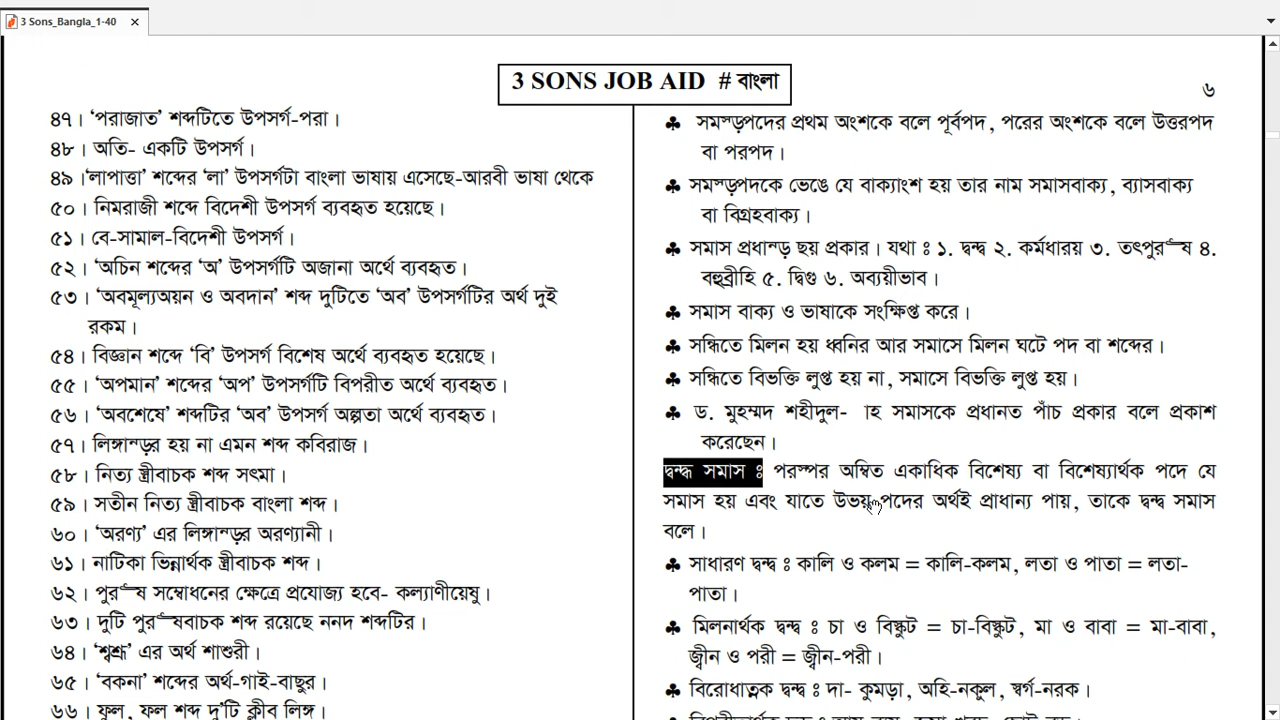 3 Sons_Bangla_1-40
3 SONS JOB AID # বাংলা
৬
৪৭। ‘পরাজাত’ শব্দটিতে উপসর্গ-পরা।
৪৮। অতি- একটি উপসর্গ।
৪৯।‘লাপাত্তা’ শব্দের ‘লা’ উপসর্গটা বাংলা ভাষায় এসেছে-আরবী ভাষা থেকে
৫০। নিমরাজী শব্দে বিদেশী উপসর্গ ব্যবহৃত হয়েছে।
৫১। বে-সামাল-বিদেশী উপসর্গ।
৫২। ‘অচিন শব্দের ‘অ’ উপসর্গটি অজানা অর্থে ব্যবহৃত।
৫৩। ‘অবমূল্যঅয়ন ও অবদান’ শব্দ দুটিতে ‘অব’ উপসর্গটির অর্থ দুই
রকম।
৫৪। বিজ্ঞান শব্দে ‘বি’ উপসর্গ বিশেষ অর্থে ব্যবহৃত হয়েছে।
৫৫। ‘অপমান’ শব্দের ‘অপ’ উপসর্গটি বিপরীত অর্থে ব্যবহৃত।
৫৬। ‘অবশেষে’ শব্দটির ‘অব’ উপসর্গ অল্পতা অর্থে ব্যবহৃত।
৫৭। লিঙ্গান্ড়র হয় না এমন শব্দ কবিরাজ।
৫৮। নিত্য স্ত্রীবাচক শব্দ সৎমা।
৫৯। সতীন নিত্য স্ত্রীবাচক বাংলা শব্দ।
৬০। ‘অরণ্য’ এর লিঙ্গান্ড়র অরণ্যানী।
৬১। নাটিকা ভিন্নার্থক স্ত্রীবাচক শব্দ।
৬২। পুর“ষ সম্বোধনের ক্ষেত্রে প্রযোজ্য হবে- কল্যাণীয়েষু।
৬৩। দুটি পুর“ষবাচক শব্দ রয়েছে ননদ শব্দটির।
৬৪। ‘শ্বশ্রূ’ এর অর্থ শাশুরী।
৬৫। ‘বকনা’ শব্দের অর্থ-গাই-বাছুর।
৬৬। ফুল, ফল শব্দ দু’টি ক্লীব লিঙ্গ।
♣ সমস্ড়পদের প্রথম অংশকে বলে পূর্বপদ, পরের অংশকে বলে উত্তরপদ
বা পরপদ।
♣ সমস্ড়পদকে ভেঙে যে বাক্যাংশ হয় তার নাম সমাসবাক্য, ব্যাসবাক্য
বা বিগ্রহবাক্য।
♣ সমাস প্রধানড় ছয় প্রকার। যথা ঃ ১. দ্বন্দ্ব ২. কর্মধারয় ৩. তৎপুর“ষ ৪.
বহুব্রীহি ৫. দ্বিগু ৬. অব্যয়ীভাব।
♣ সমাস বাক্য ও ভাষাকে সংক্ষিপ্ত করে।
♣ সন্ধিতে মিলন হয় ধ্বনির আর সমাসে মিলন ঘটে পদ বা শব্দের।
♣ সন্ধিতে বিভক্তি লুপ্ত হয় না, সমাসে বিভক্তি লুপ্ত হয়।
♣ ড. মুহম্মদ শহীদুল- াহ সমাসকে প্রধানত পাঁচ প্রকার বলে প্রকাশ
করেছেন।
দ্বন্দ্ব সমাস ঃ পরস্পর অম্বিত একাধিক বিশেষ্য বা বিশেষ্যার্থক পদে যে
সমাস হয় এবং যাতে উভয় পদের অর্থই প্রাধান্য পায়, তাকে দ্বন্দ্ব সমাস
বলে।
♣ সাধারণ দ্বন্দ্ব ঃ কালি ও কলম = কালি-কলম, লতা ও পাতা = লতা-
পাতা।
♣ মিলনার্থক দ্বন্দ্ব ঃ চা ও বিস্কুট = চা-বিস্কুট, মা ও বাবা = মা-বাবা,
জ্বীন ও পরী = জ্বীন-পরী।
♣ বিরোধাত্নক দ্বন্দ্ব ঃ দা- কুমড়া, অহি-নকুল, স্বর্গ-নরক।